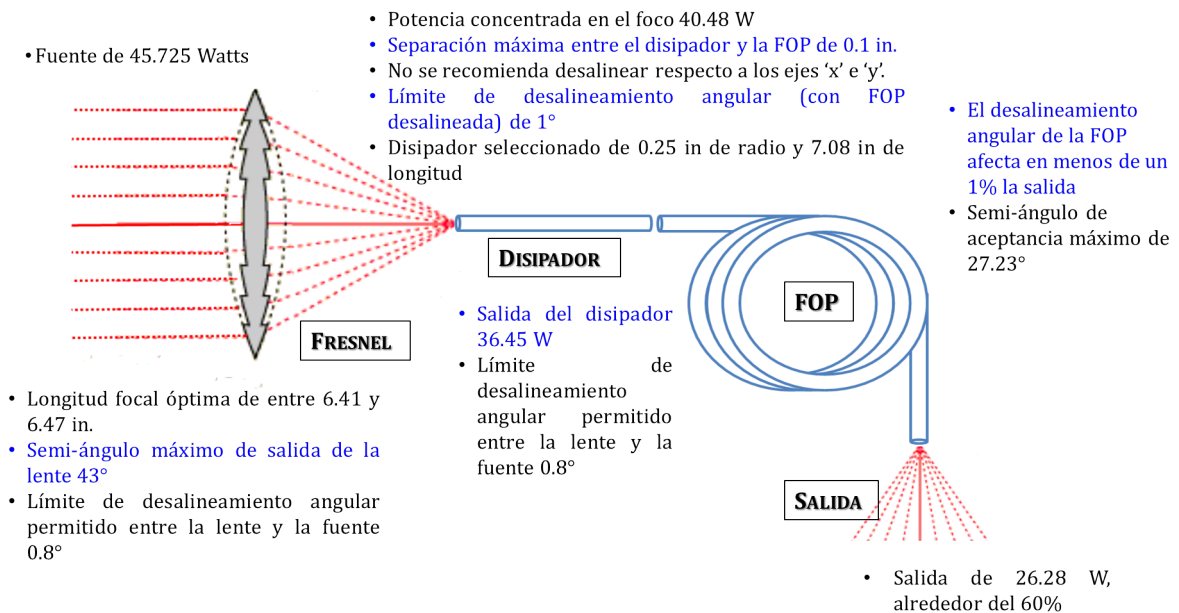 • Fuente de 45.725 Watts
• Potencia concentrada en el foco 40.48 W
• Separación máxima entre el disipador y la FOP de 0.1 in.
• No se recomienda desalinear respecto a los ejes ‘x’ e ‘y’.
• Límite de desalineamiento angular (con FOP
desalineada) de 1°
• Disipador seleccionado de 0.25 in de radio y 7.08 in de
longitud
• El desalineamiento
angular de la FOP
afecta en menos de un
1% la salida
• Semi-ángulo de
aceptancia máximo de
27.23°
DISIPADOR
FOP
FRESNEL
• Salida del disipador
36.45 W
• Límite de
desalineamiento
angular permitido
entre la lente y la
fuente 0.8°
• Longitud focal óptima de entre 6.41 y
6.47 in.
• Semi-ángulo máximo de salida de la
lente 43°
• Límite de desalineamiento angular
permitido entre la lente y la fuente
0.8°
SALIDA
• Salida de 26.28 W,
alrededor del 60%